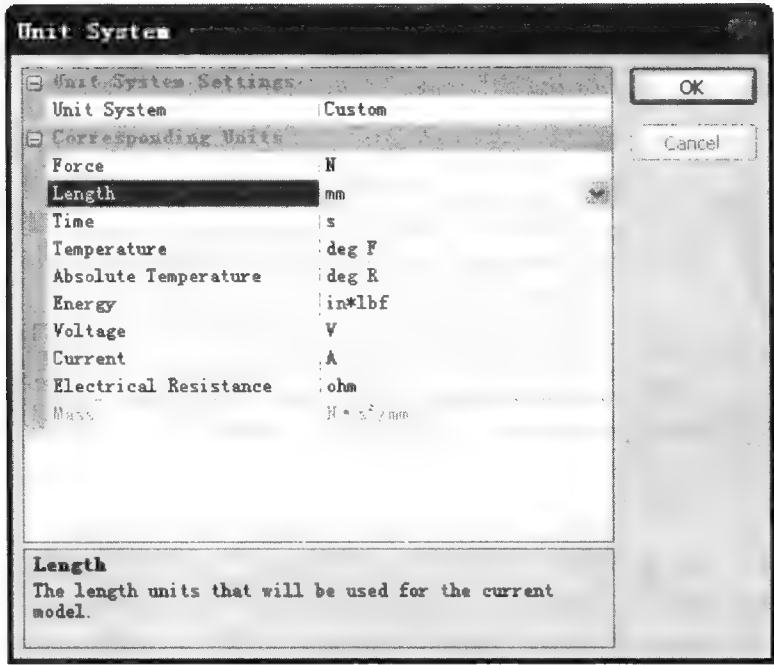 Unit System
Unit System Settings
Unit System Custom
Corresponding Units
Force N
Length mm
Time s
Temperature deg F
Absolute Temperature deg R
Energy in*lbf
Voltage V
Current A
Electrical Resistance ohm
Mass N*s²/mm
Length
The length units that will be used for the current
model.
OK
Cancel